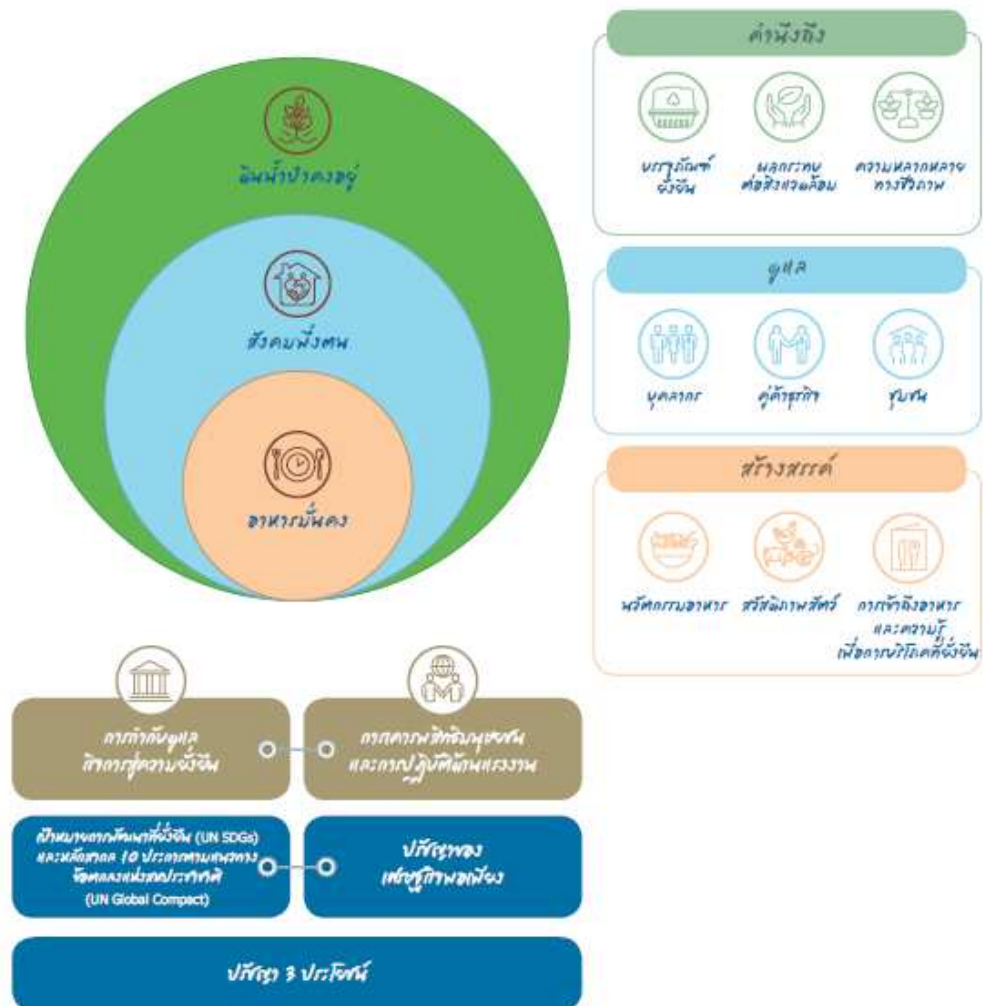 ดินน้ำป่าคงอยู่
สังคมพึ่งตน
อาหารมั่นคง
คำนึงถึง
บรรจุภัณฑ์
ยั่งยืน
ผลกระทบ
ต่อสิ่งแวดล้อม
ความหลากหลาย
ทางชีวภาพ
ดูแล
บุคลากร
คู่ค้าธุรกิจ
ชุมชน
สร้างสรรค์
นวัตกรรมอาหาร
สวัสดิภาพสัตว์
การเข้าถึงอาหาร
และความรู้
เพื่อการบริโภคที่ยั่งยืน
การกำกับดูแล
กิจการสู่ความยั่งยืน
การเคารพสิทธิมนุษยชน
และการปฏิบัติด้านแรงงาน
เป้าหมายการพัฒนาที่ยั่งยืน (UN SDGs)
และหลักสากล 10 ประการตามแนวทาง
ข้อตกลงแห่งสหประชาชาติ
(UN Global Compact)
ปรัชญาของ
เศรษฐกิจพอเพียง
ปรัชญา 3 ประโยชน์